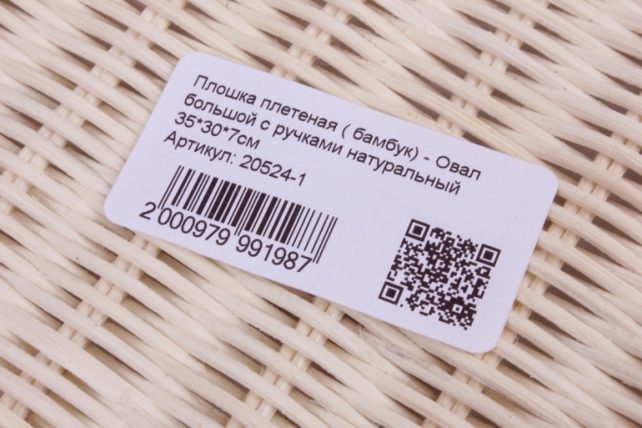 Плошка плетеная ( бамбук) - Овал
большой с ручками натуральный
35*30*7см
Артикул: 20524-1
2 000979 991987